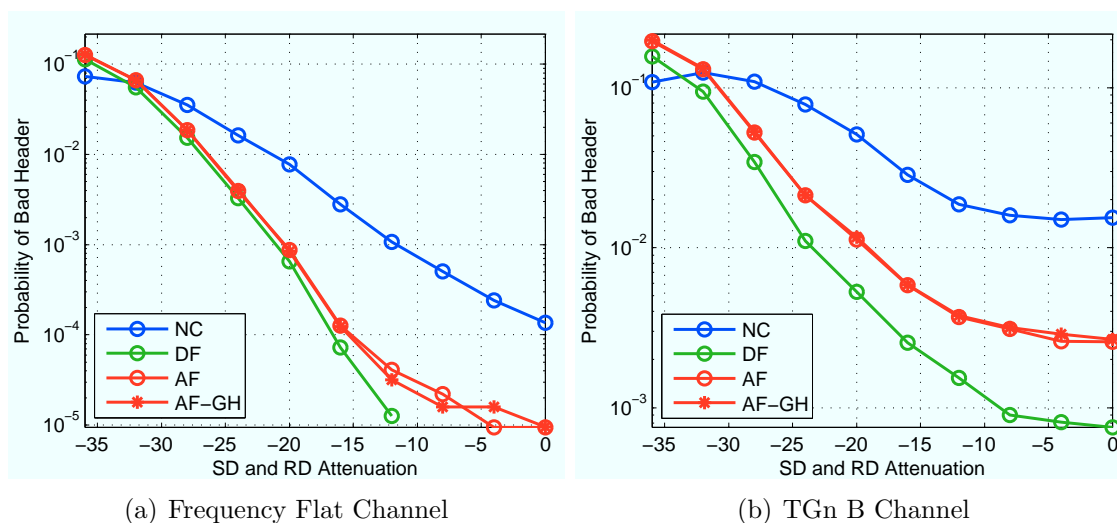 10⁻¹
10⁻²
10⁻³
10⁻⁴
10⁻⁵
Probability of Bad Header
NC
DF
AF
AF−GH
−35 −30 −25 −20 −15 −10 −5 0
SD and RD Attenuation
(a) Frequency Flat Channel
10⁻¹
10⁻²
10⁻³
Probability of Bad Header
NC
DF
AF
AF−GH
−35 −30 −25 −20 −15 −10 −5 0
SD and RD Attenuation
(b) TGn B Channel